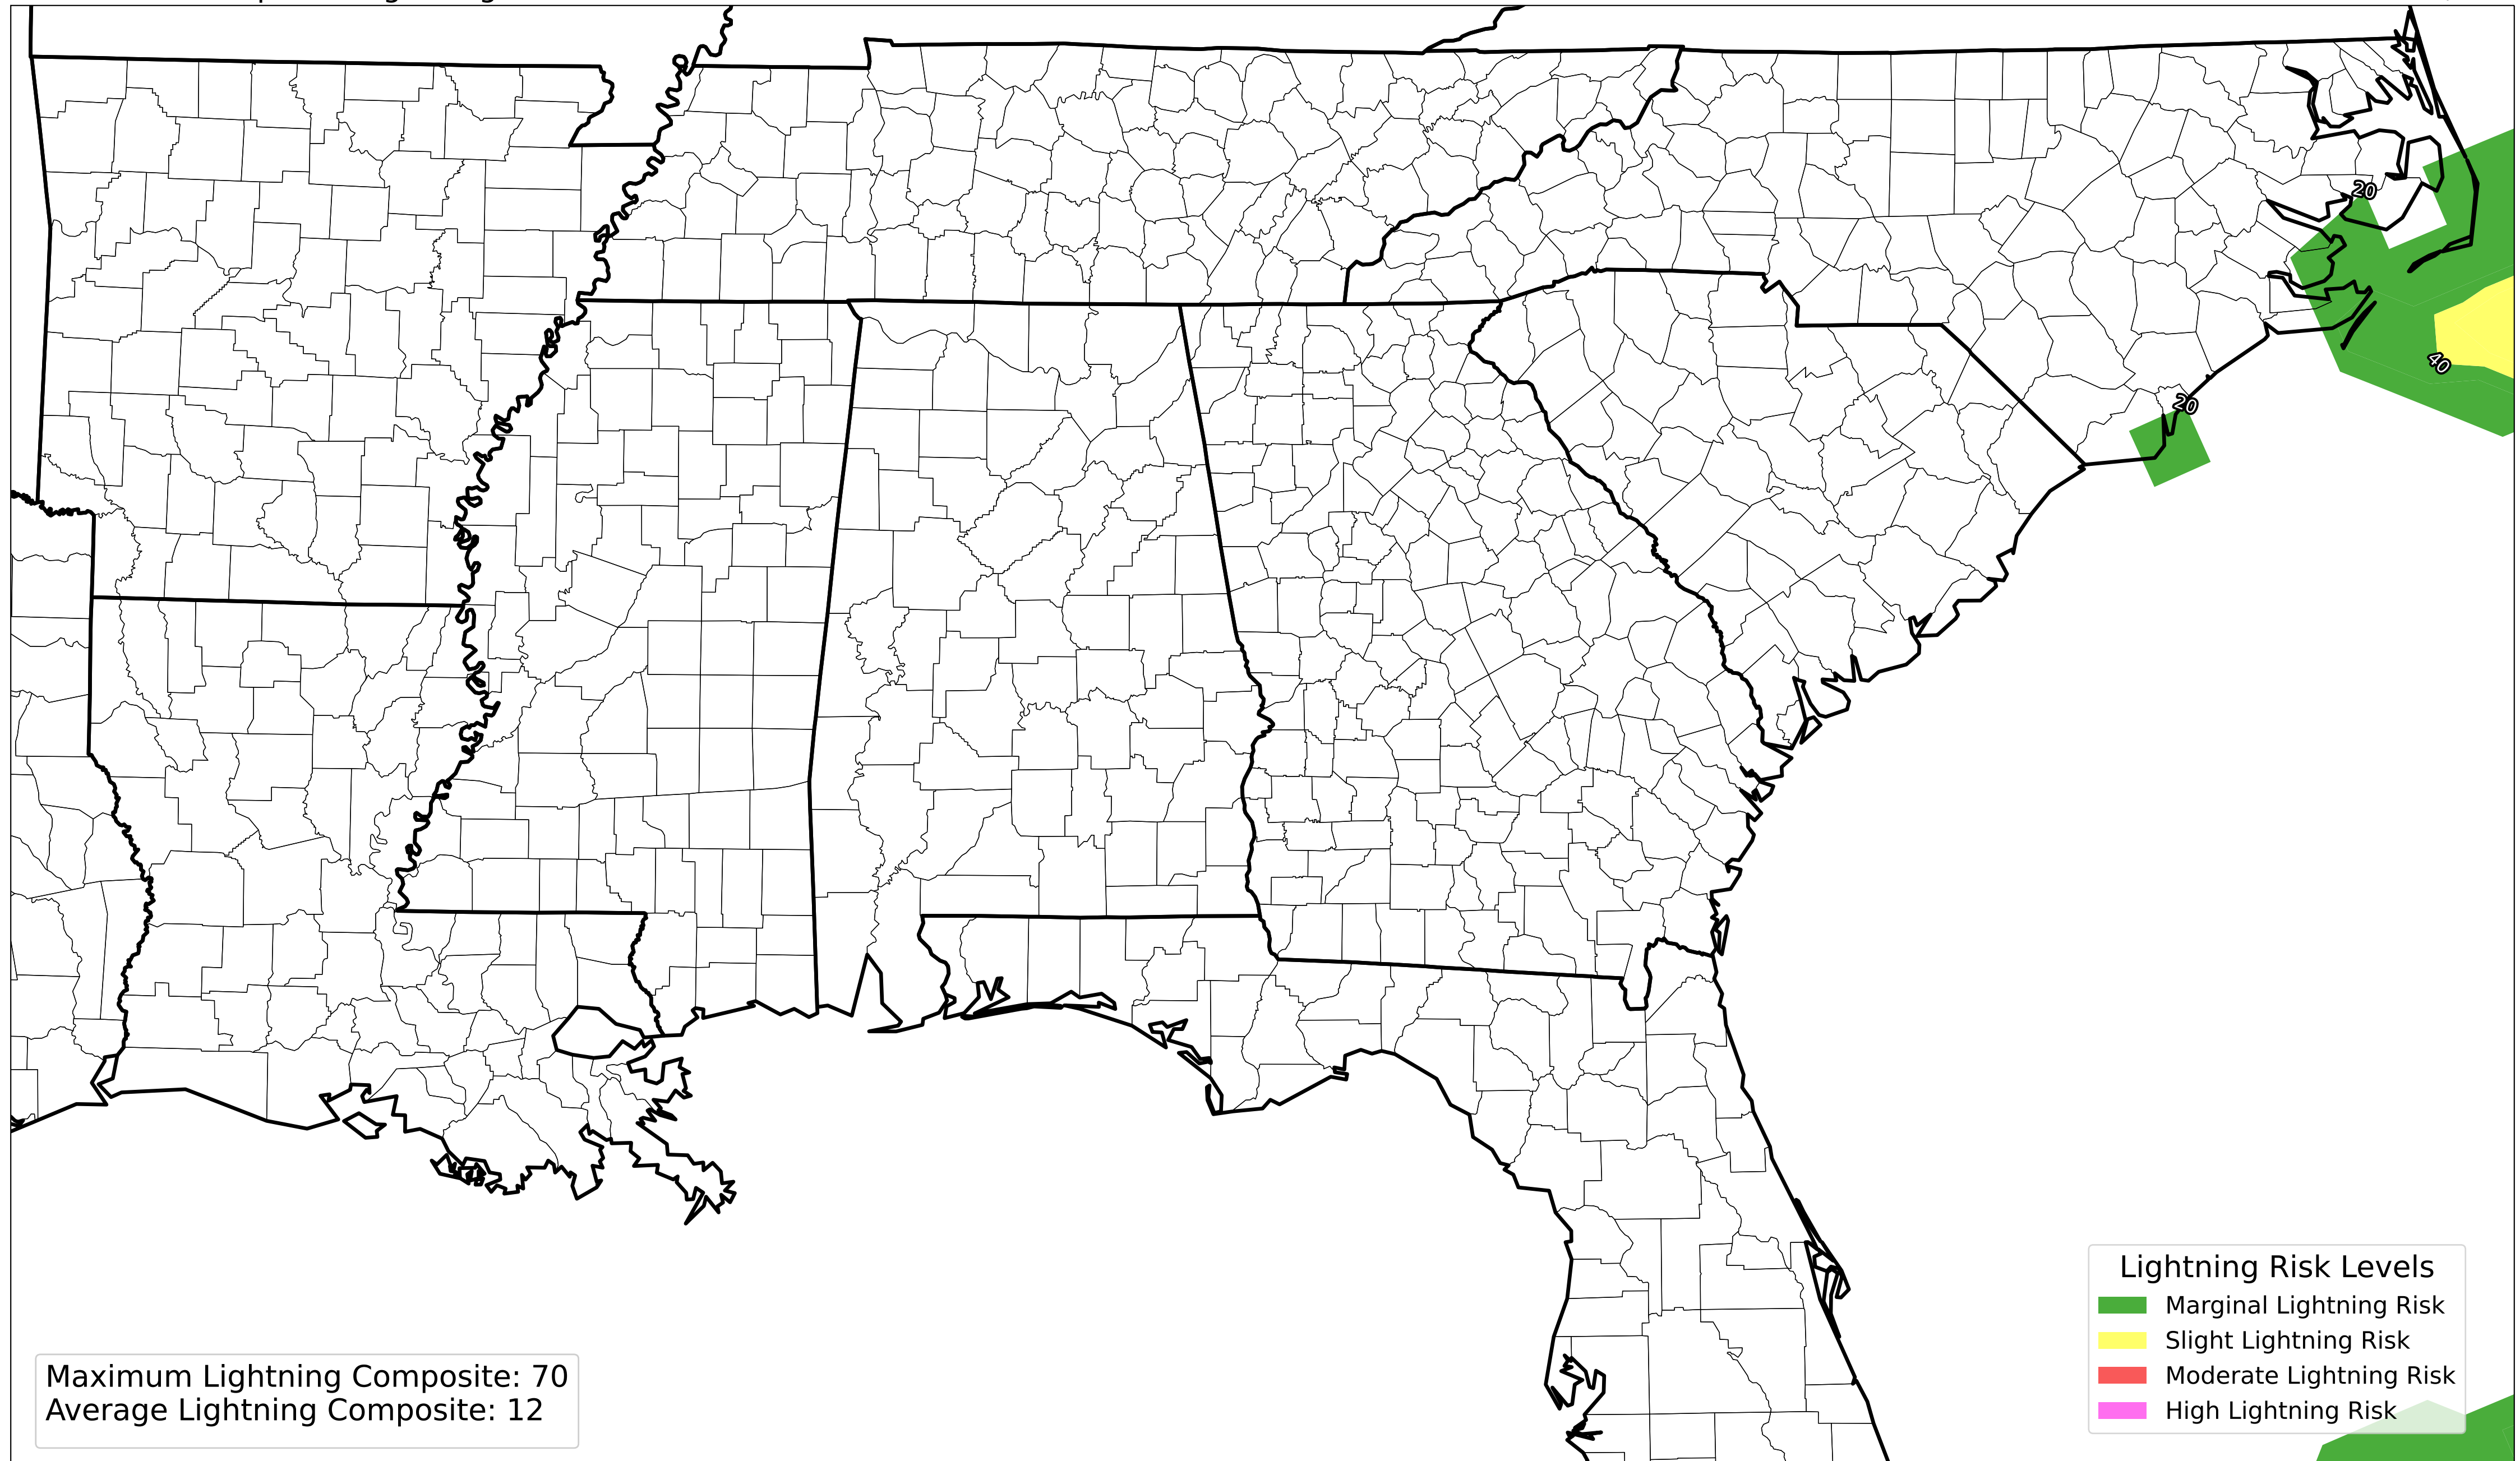 20
40
20
Lightning Risk Levels
Marginal Lightning Risk
Slight Lightning Risk
Moderate Lightning Risk
High Lightning Risk
Maximum Lightning Composite: 70
Average Lightning Composite: 12